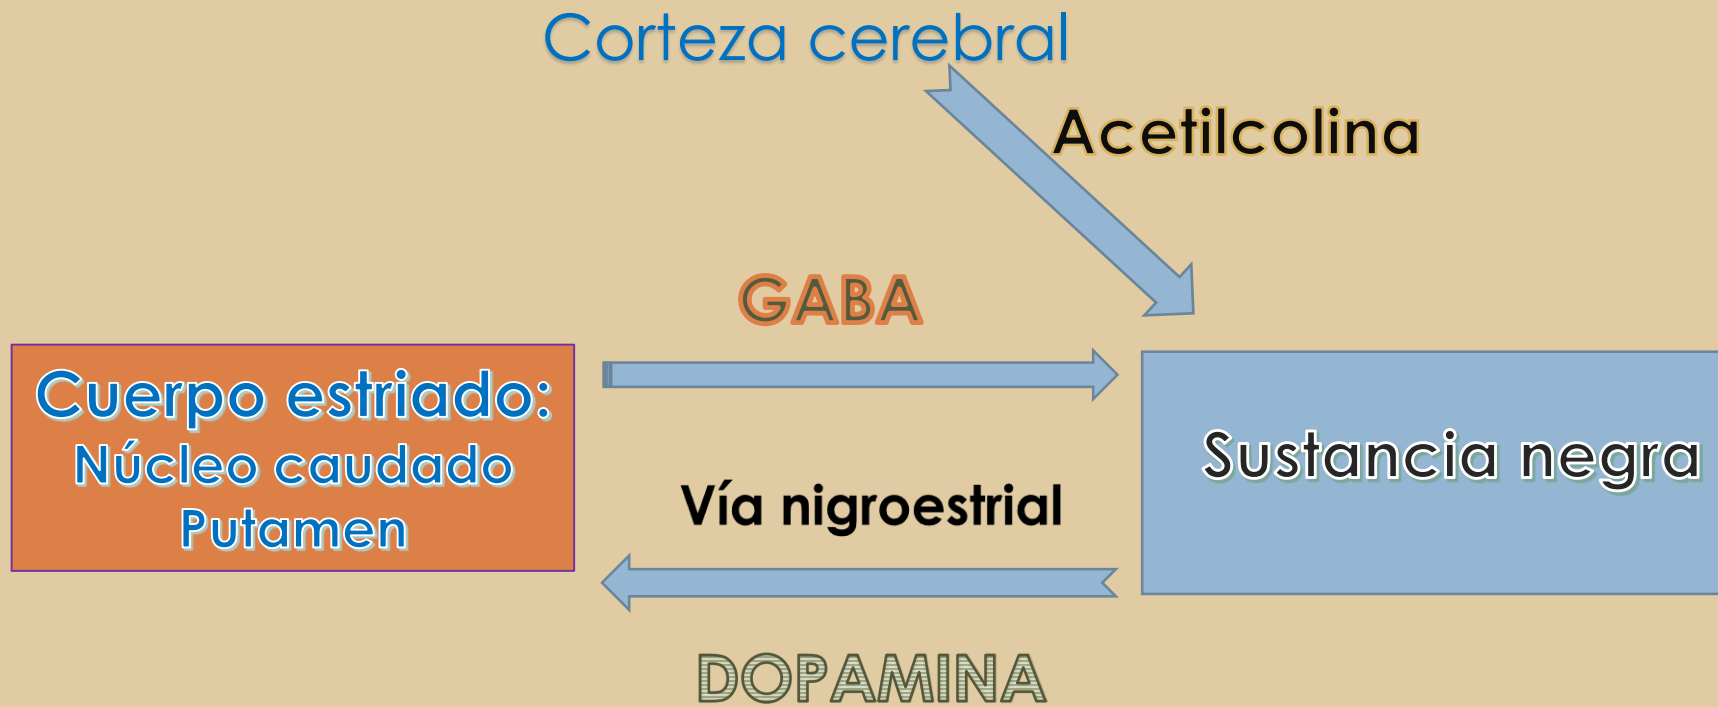 Corteza cerebral
Acetilcolina
GABA
Cuerpo estriado:
Núcleo caudado
Putamen
Sustancia negra
Vía nigroestrial
DOPAMINA